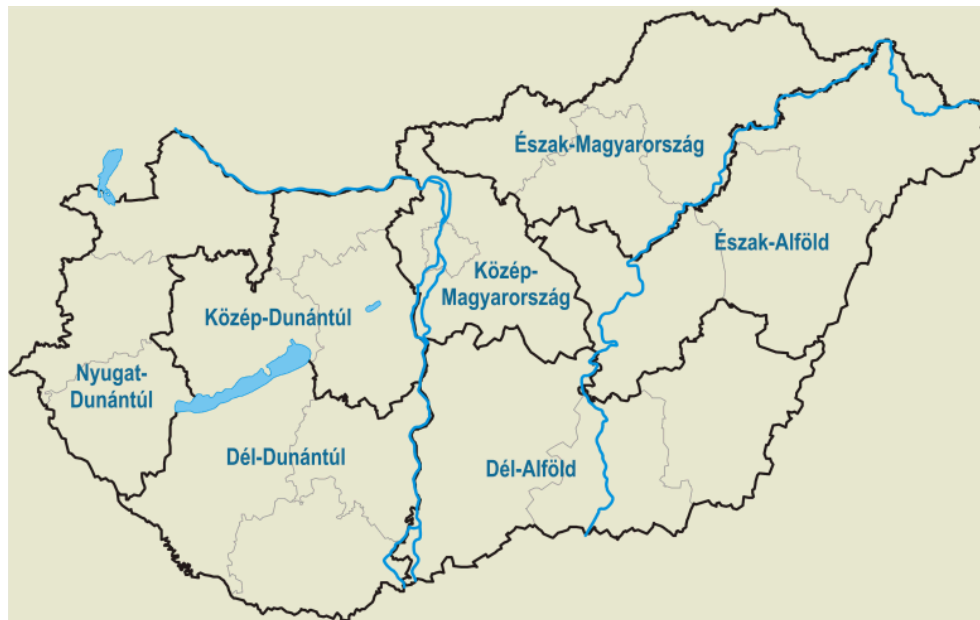 Észak-Magyarország
Észak-Alföld
Közép-
Magyarország
Közép-Dunántúl
Nyugat-
Dunántúl
Dél-Dunántúl
Dél-Alföld